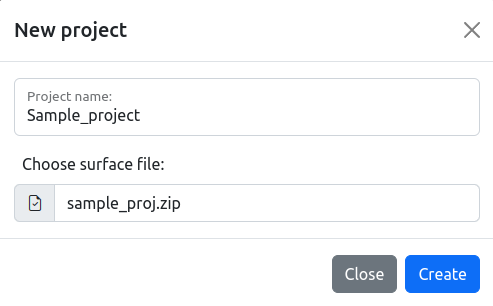 New project
Project name:
Sample_project
Choose surface file:
sample_proj.zip
Close Create